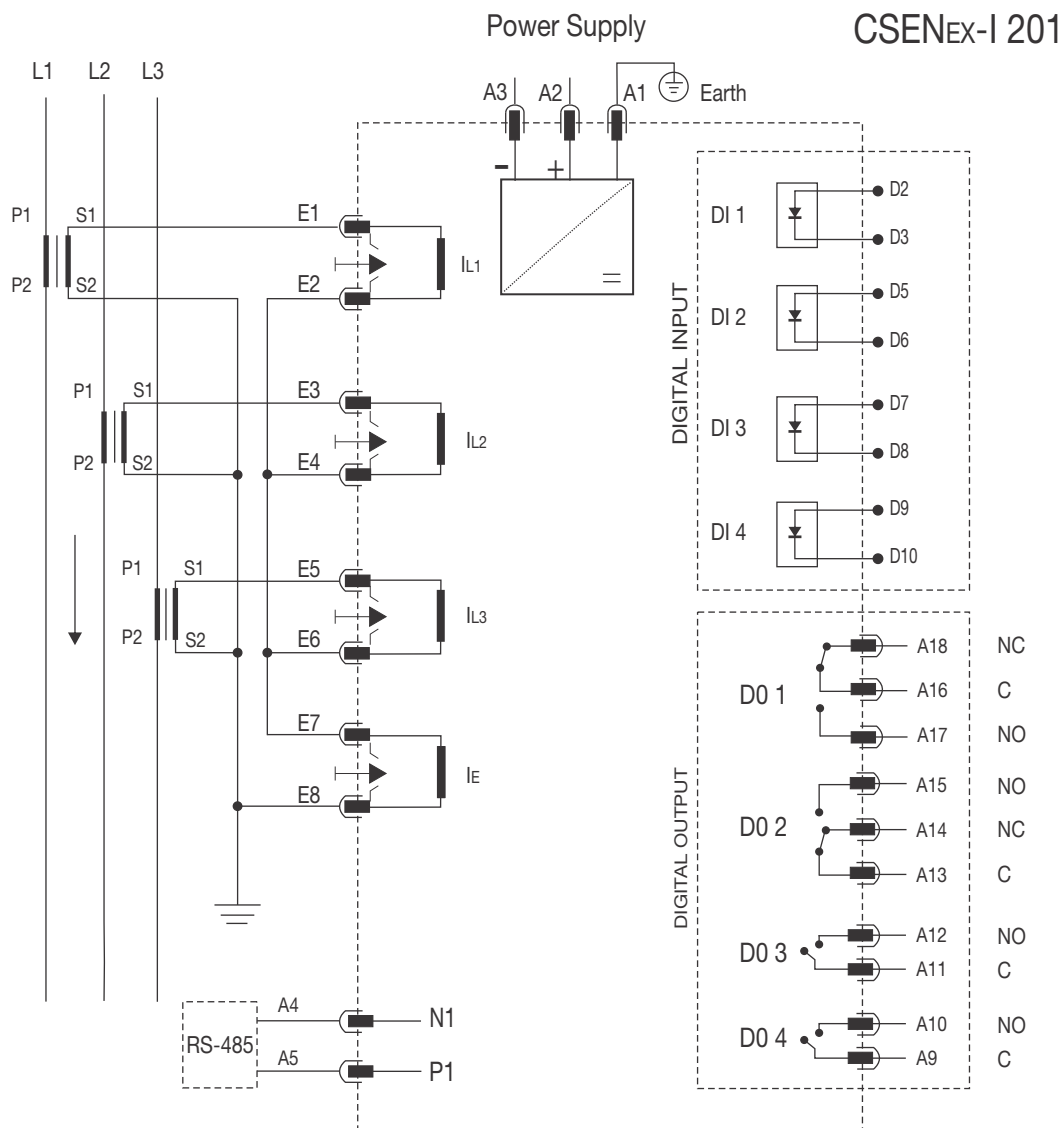 Power Supply
CSENEX-I 201
L1 L2 L3
A3 A2 A1 Earth
- +
=
P1 S1 E1
IL1
P2 S2 E2
P1 S1 E3
IL2
P2 S2 E4
P1 S1 E5
IL3
P2 S2 E6
E7
IE
E8
RS-485
A4 N1
A5 P1
DIGITAL INPUT
DI 1
D2
D3
DI 2
D5
D6
DI 3
D7
D8
DI 4
D9
D10
DIGITAL OUTPUT
D0 1
A18 NC
A16 C
A17 NO
D0 2
A15 NO
A14 NC
A13 C
D0 3
A12 NO
A11 C
D0 4
A10 NO
A9 C